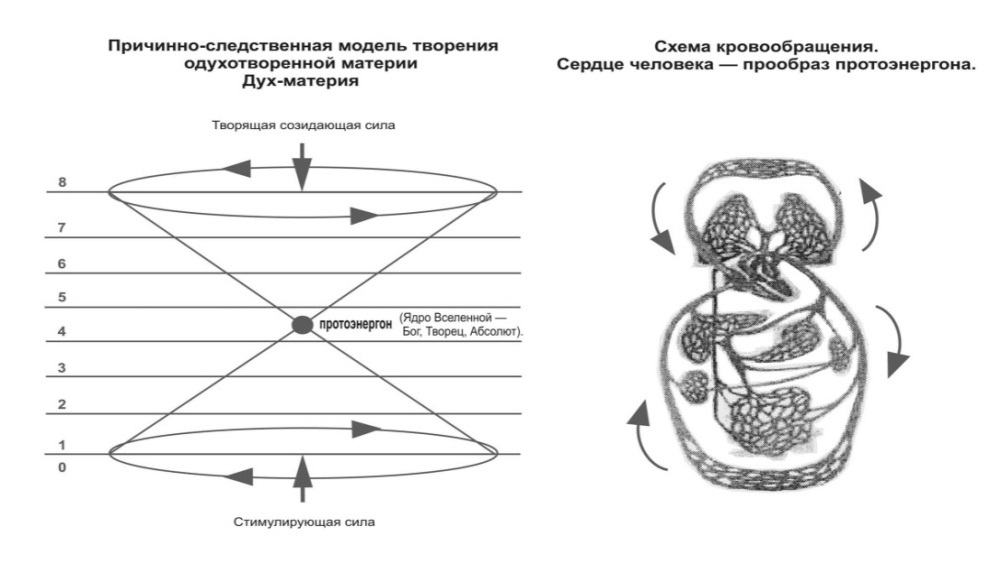 Причинно-следственная модель творения
одухотворенной материи
Дух-материя
Творящая созидающая сила
8
7
6
5
протоэнергон (Ядро Вселенной —
Бог, Творец, Абсолют).
4
3
2
1
0
Стимулирующая сила
Схема кровообращения.
Сердце человека — прообраз протоэнергона.